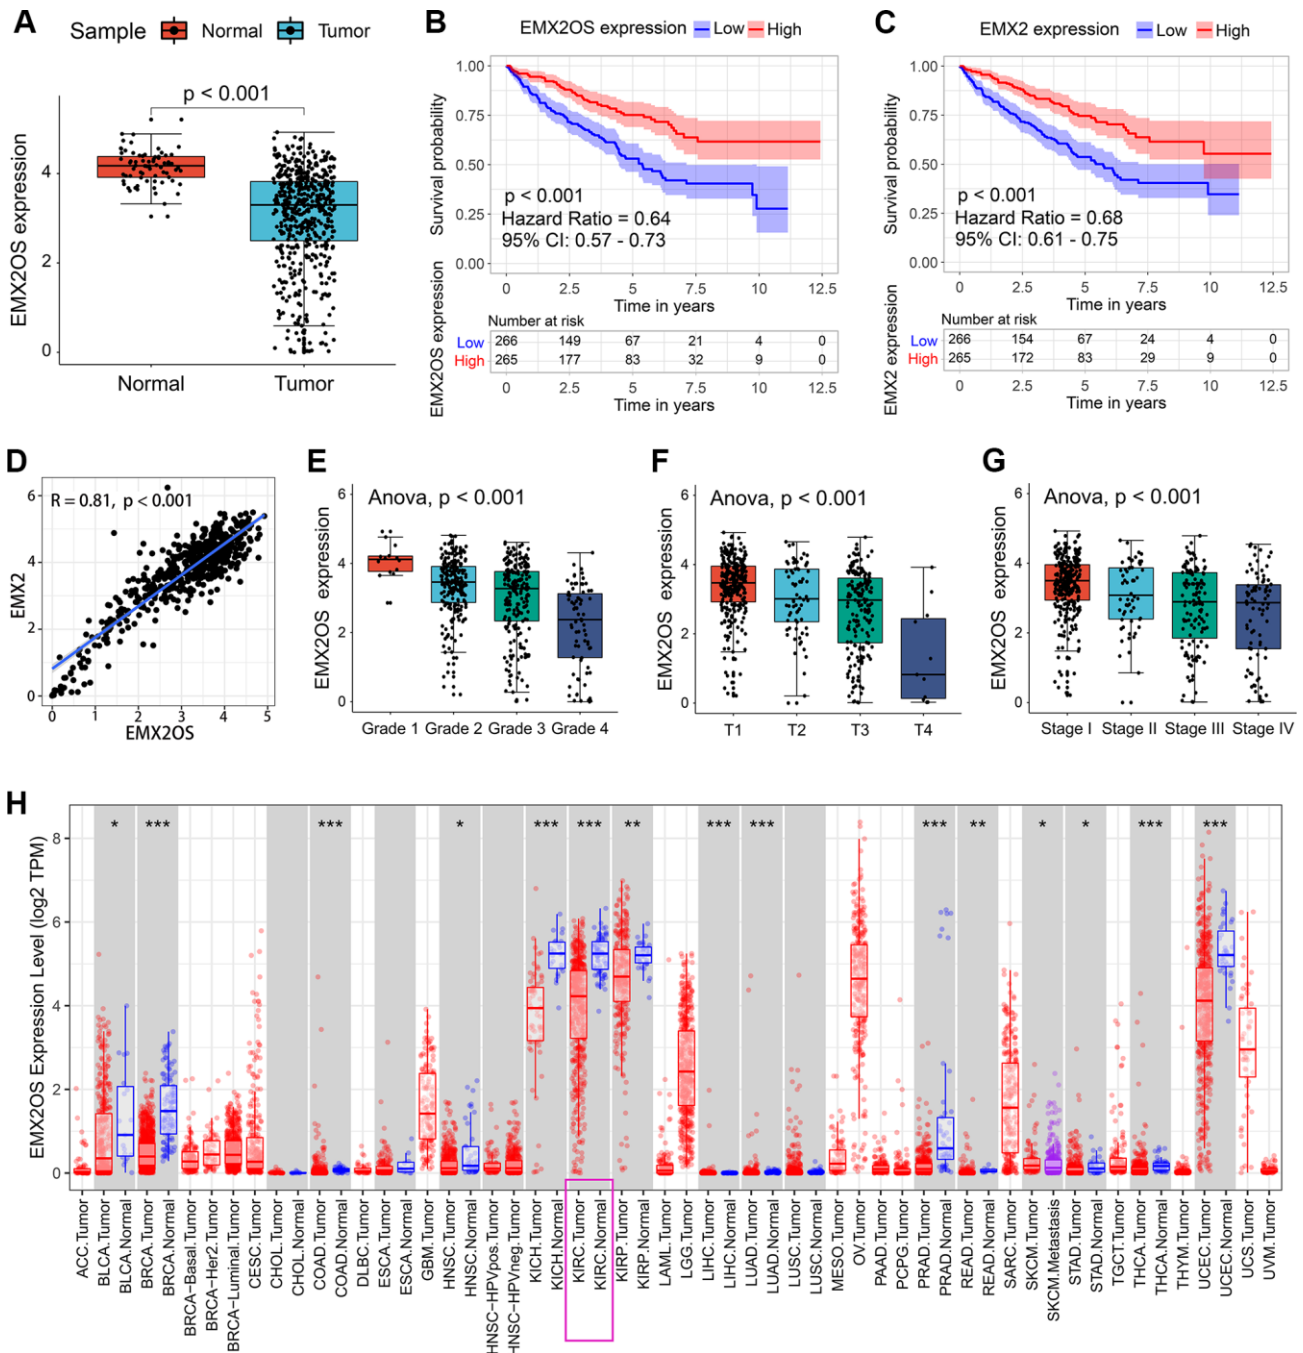 A
Sample Normal Tumor
p < 0.001
EMX2OS expression
4
2
0
Normal Tumor
B
EMX2OS expression Low High
Survival probability
1.00
0.75
0.50
0.25
0.00
p < 0.001
Hazard Ratio = 0.64
95% CI: 0.57 - 0.73
0 2.5 5 7.5 10 12.5
Time in years
EMX2OS expression
Number at risk
Low 266 149 67 21 4 0
High 265 177 83 32 9 0
0 2.5 5 7.5 10 12.5
Time in years
C
EMX2 expression Low High
Survival probability
1.00
0.75
0.50
0.25
0.00
p < 0.001
Hazard Ratio = 0.68
95% CI: 0.61 - 0.75
0 2.5 5 7.5 10 12.5
Time in years
EMX2 expression
Number at risk
Low 266 154 67 24 4 0
High 265 172 83 29 9 0
0 2.5 5 7.5 10 12.5
Time in years
D
R = 0.81, p < 0.001
EMX2
6
4
2
0
0 1 2 3 4 5
EMX2OS
E
Anova, p < 0.001
EMX2OS expression
6
4
2
0
Grade 1 Grade 2 Grade 3 Grade 4
F
Anova, p < 0.001
EMX2OS expression
6
4
2
0
T1 T2 T3 T4
G
Anova, p < 0.001
EMX2OS expression
6
4
2
0
Stage I Stage II Stage III Stage IV
H
EMX2OS Expression Level (log2 TPM)
* *** *** * *** *** ** *** *** *** ** * * *** ***
8
6
4
2
0
ACC.Tumor
BLCA.Tumor
BLCA.Normal
BRCA.Tumor
BRCA.Normal
BRCA-Basal.Tumor
BRCA-Her2.Tumor
BRCA-Luminal.Tumor
CESC.Tumor
CHOL.Tumor
CHOL.Normal
COAD.Tumor
COAD.Normal
DLBC.Tumor
ESCA.Tumor
ESCA.Normal
GBM.Tumor
HNSC.Tumor
HNSC.Normal
HNSC-HPVpos.Tumor
HNSC-HPVneg.Tumor
KICH.Tumor
KICH.Normal
KIRC.Tumor
KIRC.Normal
KIRP.Tumor
KIRP.Normal
LAML.Tumor
LGG.Tumor
LIHC.Tumor
LIHC.Normal
LUAD.Tumor
LUAD.Normal
LUSC.Tumor
LUSC.Normal
MESO.Tumor
OV.Tumor
PAAD.Tumor
PCPG.Tumor
PRAD.Tumor
PRAD.Normal
READ.Tumor
READ.Normal
SARC.Tumor
SKCM.Tumor
SKCM.Metastasis
STAD.Tumor
STAD.Normal
TGCT.Tumor
THCA.Tumor
THCA.Normal
THYM.Tumor
UCEC.Tumor
UCEC.Normal
UCS.Tumor
UVM.Tumor